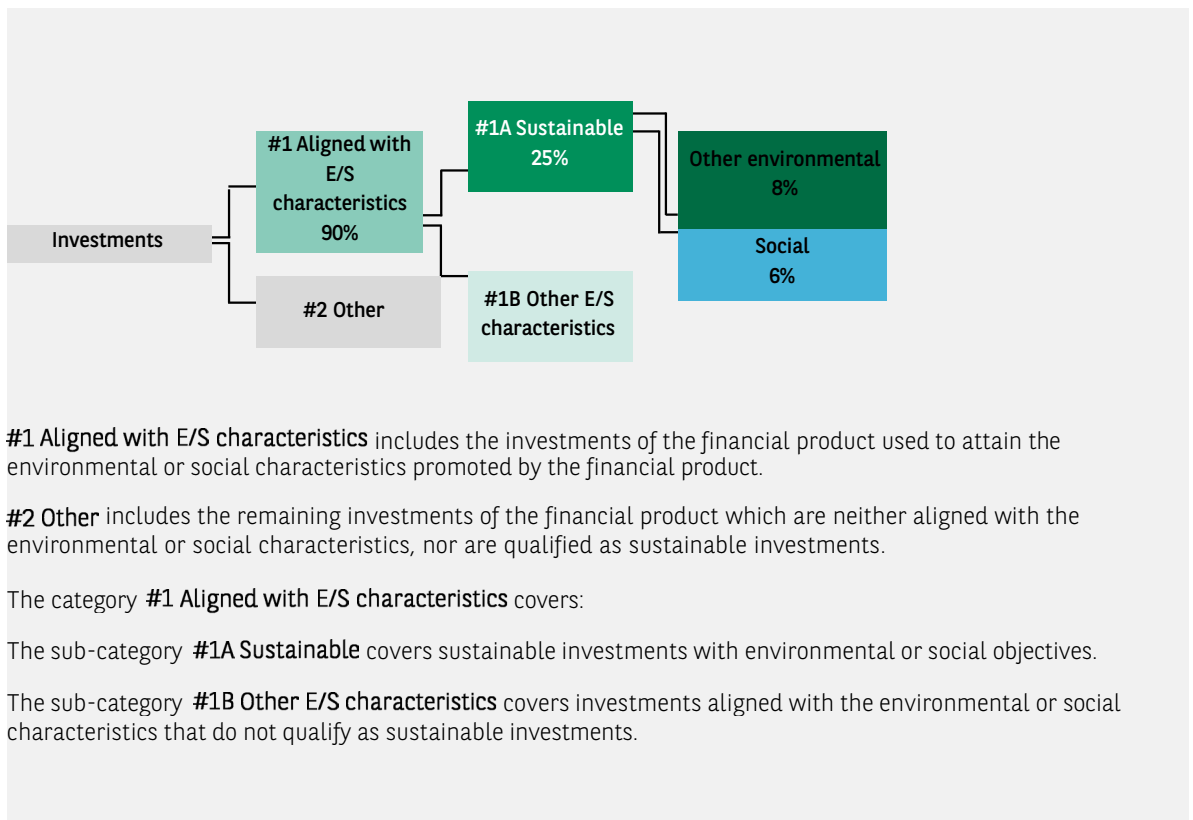 Investments
#1 Aligned with
E/S
characteristics
90%
#2 Other
#1A Sustainable
25%
#1B Other E/S
characteristics
Other environmental
8%
Social
6%
#1 Aligned with E/S characteristics includes the investments of the financial product used to attain the
environmental or social characteristics promoted by the financial product.
#2 Other includes the remaining investments of the financial product which are neither aligned with the
environmental or social characteristics, nor are qualified as sustainable investments.
The category #1 Aligned with E/S characteristics covers:
The sub-category #1A Sustainable covers sustainable investments with environmental or social objectives.
The sub-category #1B Other E/S characteristics covers investments aligned with the environmental or social
characteristics that do not qualify as sustainable investments.